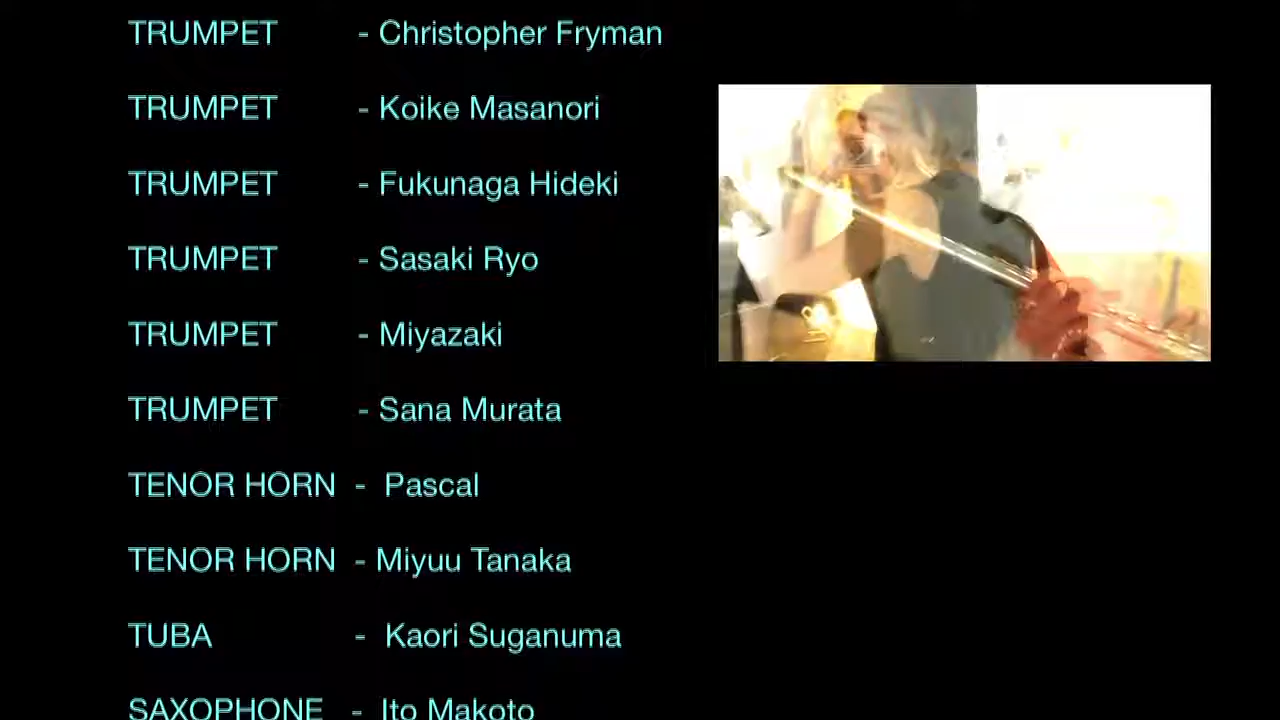 TRUMPET - Christopher Fryman
TRUMPET - Koike Masanori
TRUMPET - Fukunaga Hideki
TRUMPET - Sasaki Ryo
TRUMPET - Miyazaki
TRUMPET - Sana Murata
TENOR HORN - Pascal
TENOR HORN - Miyuu Tanaka
TUBA - Kaori Suganuma
SAXOPHONE - Ito Makoto